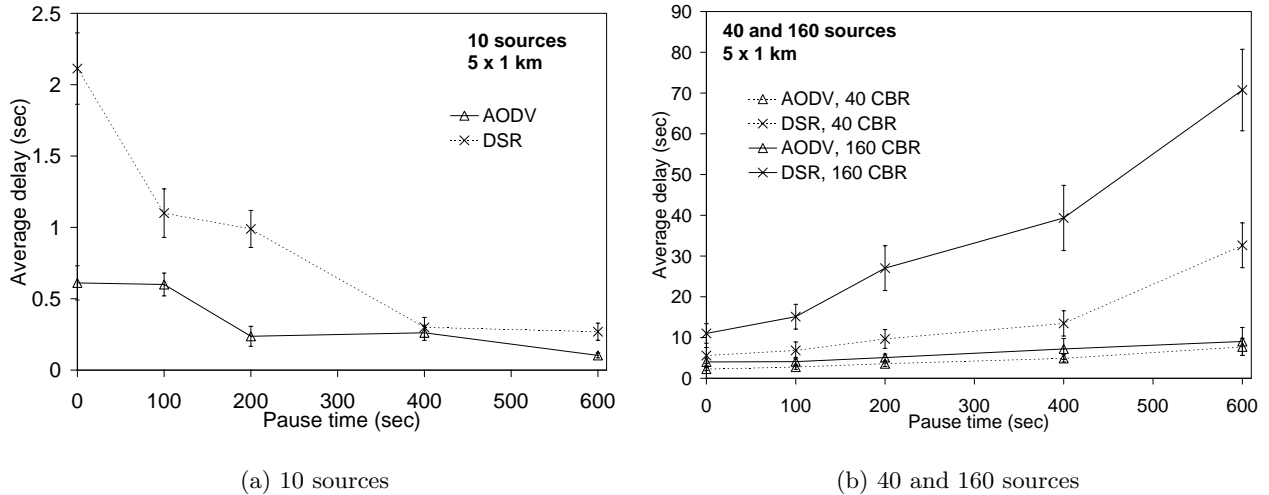 2.5
2
1.5
1
0.5
0
Average delay (sec)
10 sources
5 x 1 km
AODV
DSR
0 100 200 300 400 500 600
Pause time (sec)
(a) 10 sources
90
80
70
60
50
40
30
20
10
0
Average delay (sec)
40 and 160 sources
5 x 1 km
AODV, 40 CBR
DSR, 40 CBR
AODV, 160 CBR
DSR, 160 CBR
0 100 200 300 400 500 600
Pause time (sec)
(b) 40 and 160 sources